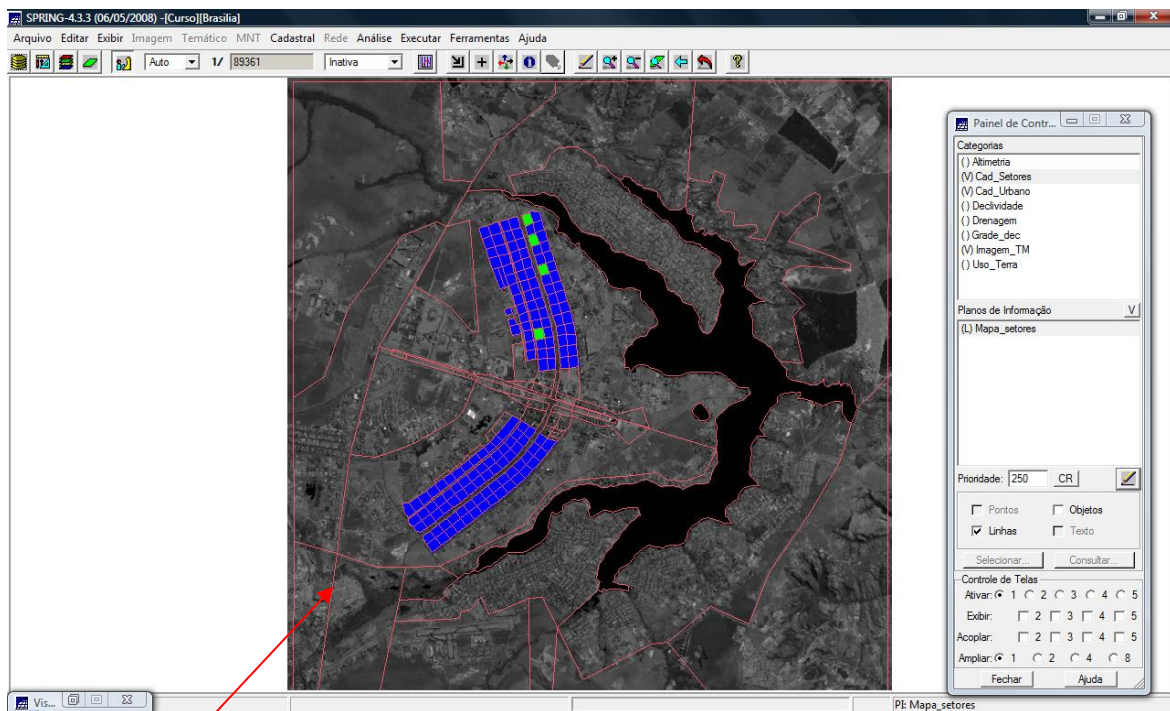 SPRING-4.3.3 (06/05/2008) -[Curso][Brasilia]
Arquivo Editar Exibir Imagem Temático MNT Cadastral Rede Análise Executar Ferramentas Ajuda
Auto 1/ 89361 Inativa
Painel de Contr...
Categorias
( ) Altimetria
(V) Cad_Setores
(V) Cad_Urbano
( ) Declividade
( ) Drenagem
( ) Grade_dec
(V) Imagem_TM
( ) Uso_Terra
Planos de Informação V
(L) Mapa_setores
Prioridade: 250 CR
Pontos Objetos
Linhas Texto
Selecionar... Consultar...
Controle de Telas
Ativar: 1 2 3 4 5
Exibir: 2 3 4 5
Acoplar: 2 3 4 5
Ampliar: 1 2 4 8
Fechar Ajuda
Vis...
PI: Mapa_setores